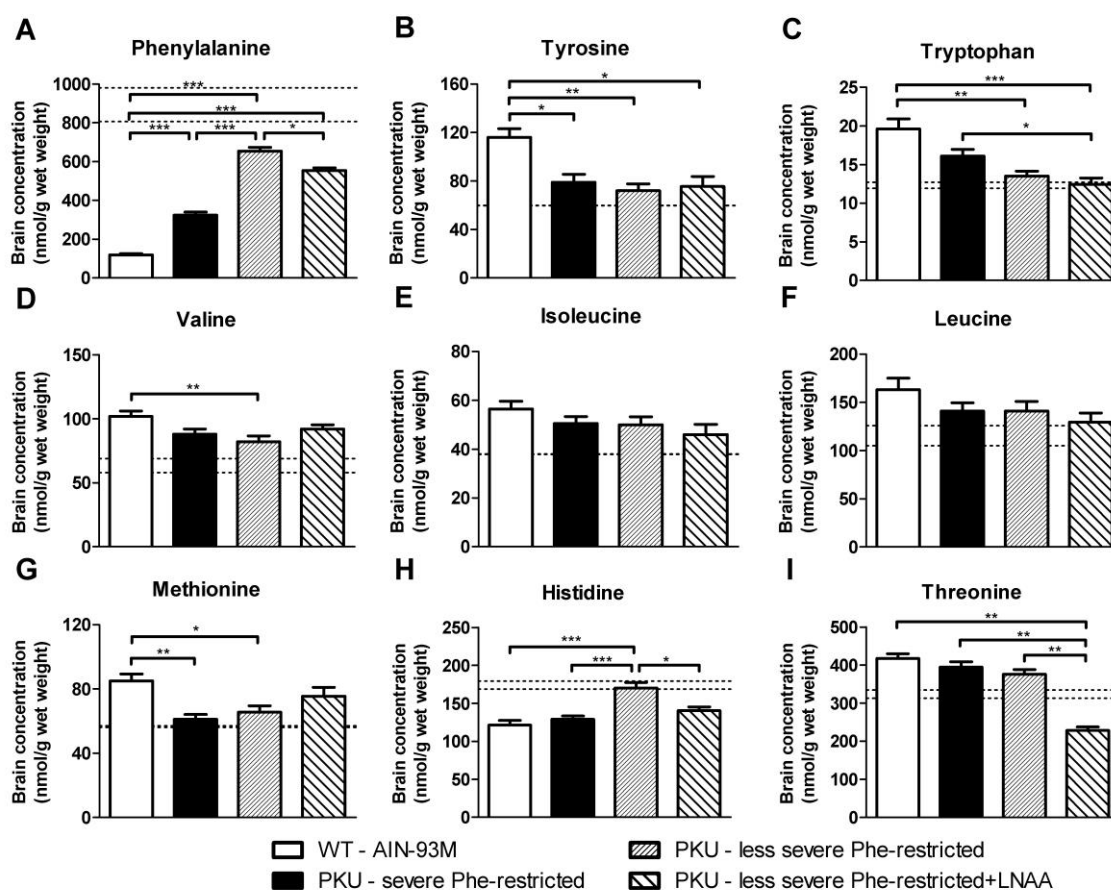 A
Phenylalanine
Brain concentration
(nmol/g wet weight)
1000
800
600
400
200
0
***
***
***
***
*
B
Tyrosine
Brain concentration
(nmol/g wet weight)
160
120
80
40
0
*
**
*
C
Tryptophan
Brain concentration
(nmol/g wet weight)
25
20
15
10
5
0
***
**
*
D
Valine
Brain concentration
(nmol/g wet weight)
150
100
50
0
**
E
Isoleucine
Brain concentration
(nmol/g wet weight)
80
60
40
20
0
F
Leucine
Brain concentration
(nmol/g wet weight)
200
150
100
50
0
G
Methionine
Brain concentration
(nmol/g wet weight)
120
80
40
0
*
**
H
Histidine
Brain concentration
(nmol/g wet weight)
250
200
150
100
50
0
***
***
*
I
Threonine
Brain concentration
(nmol/g wet weight)
500
400
300
200
100
0
**
**
**
WT - AIN-93M
PKU - less severe Phe-restricted
PKU - severe Phe-restricted
PKU - less severe Phe-restricted+LNAA